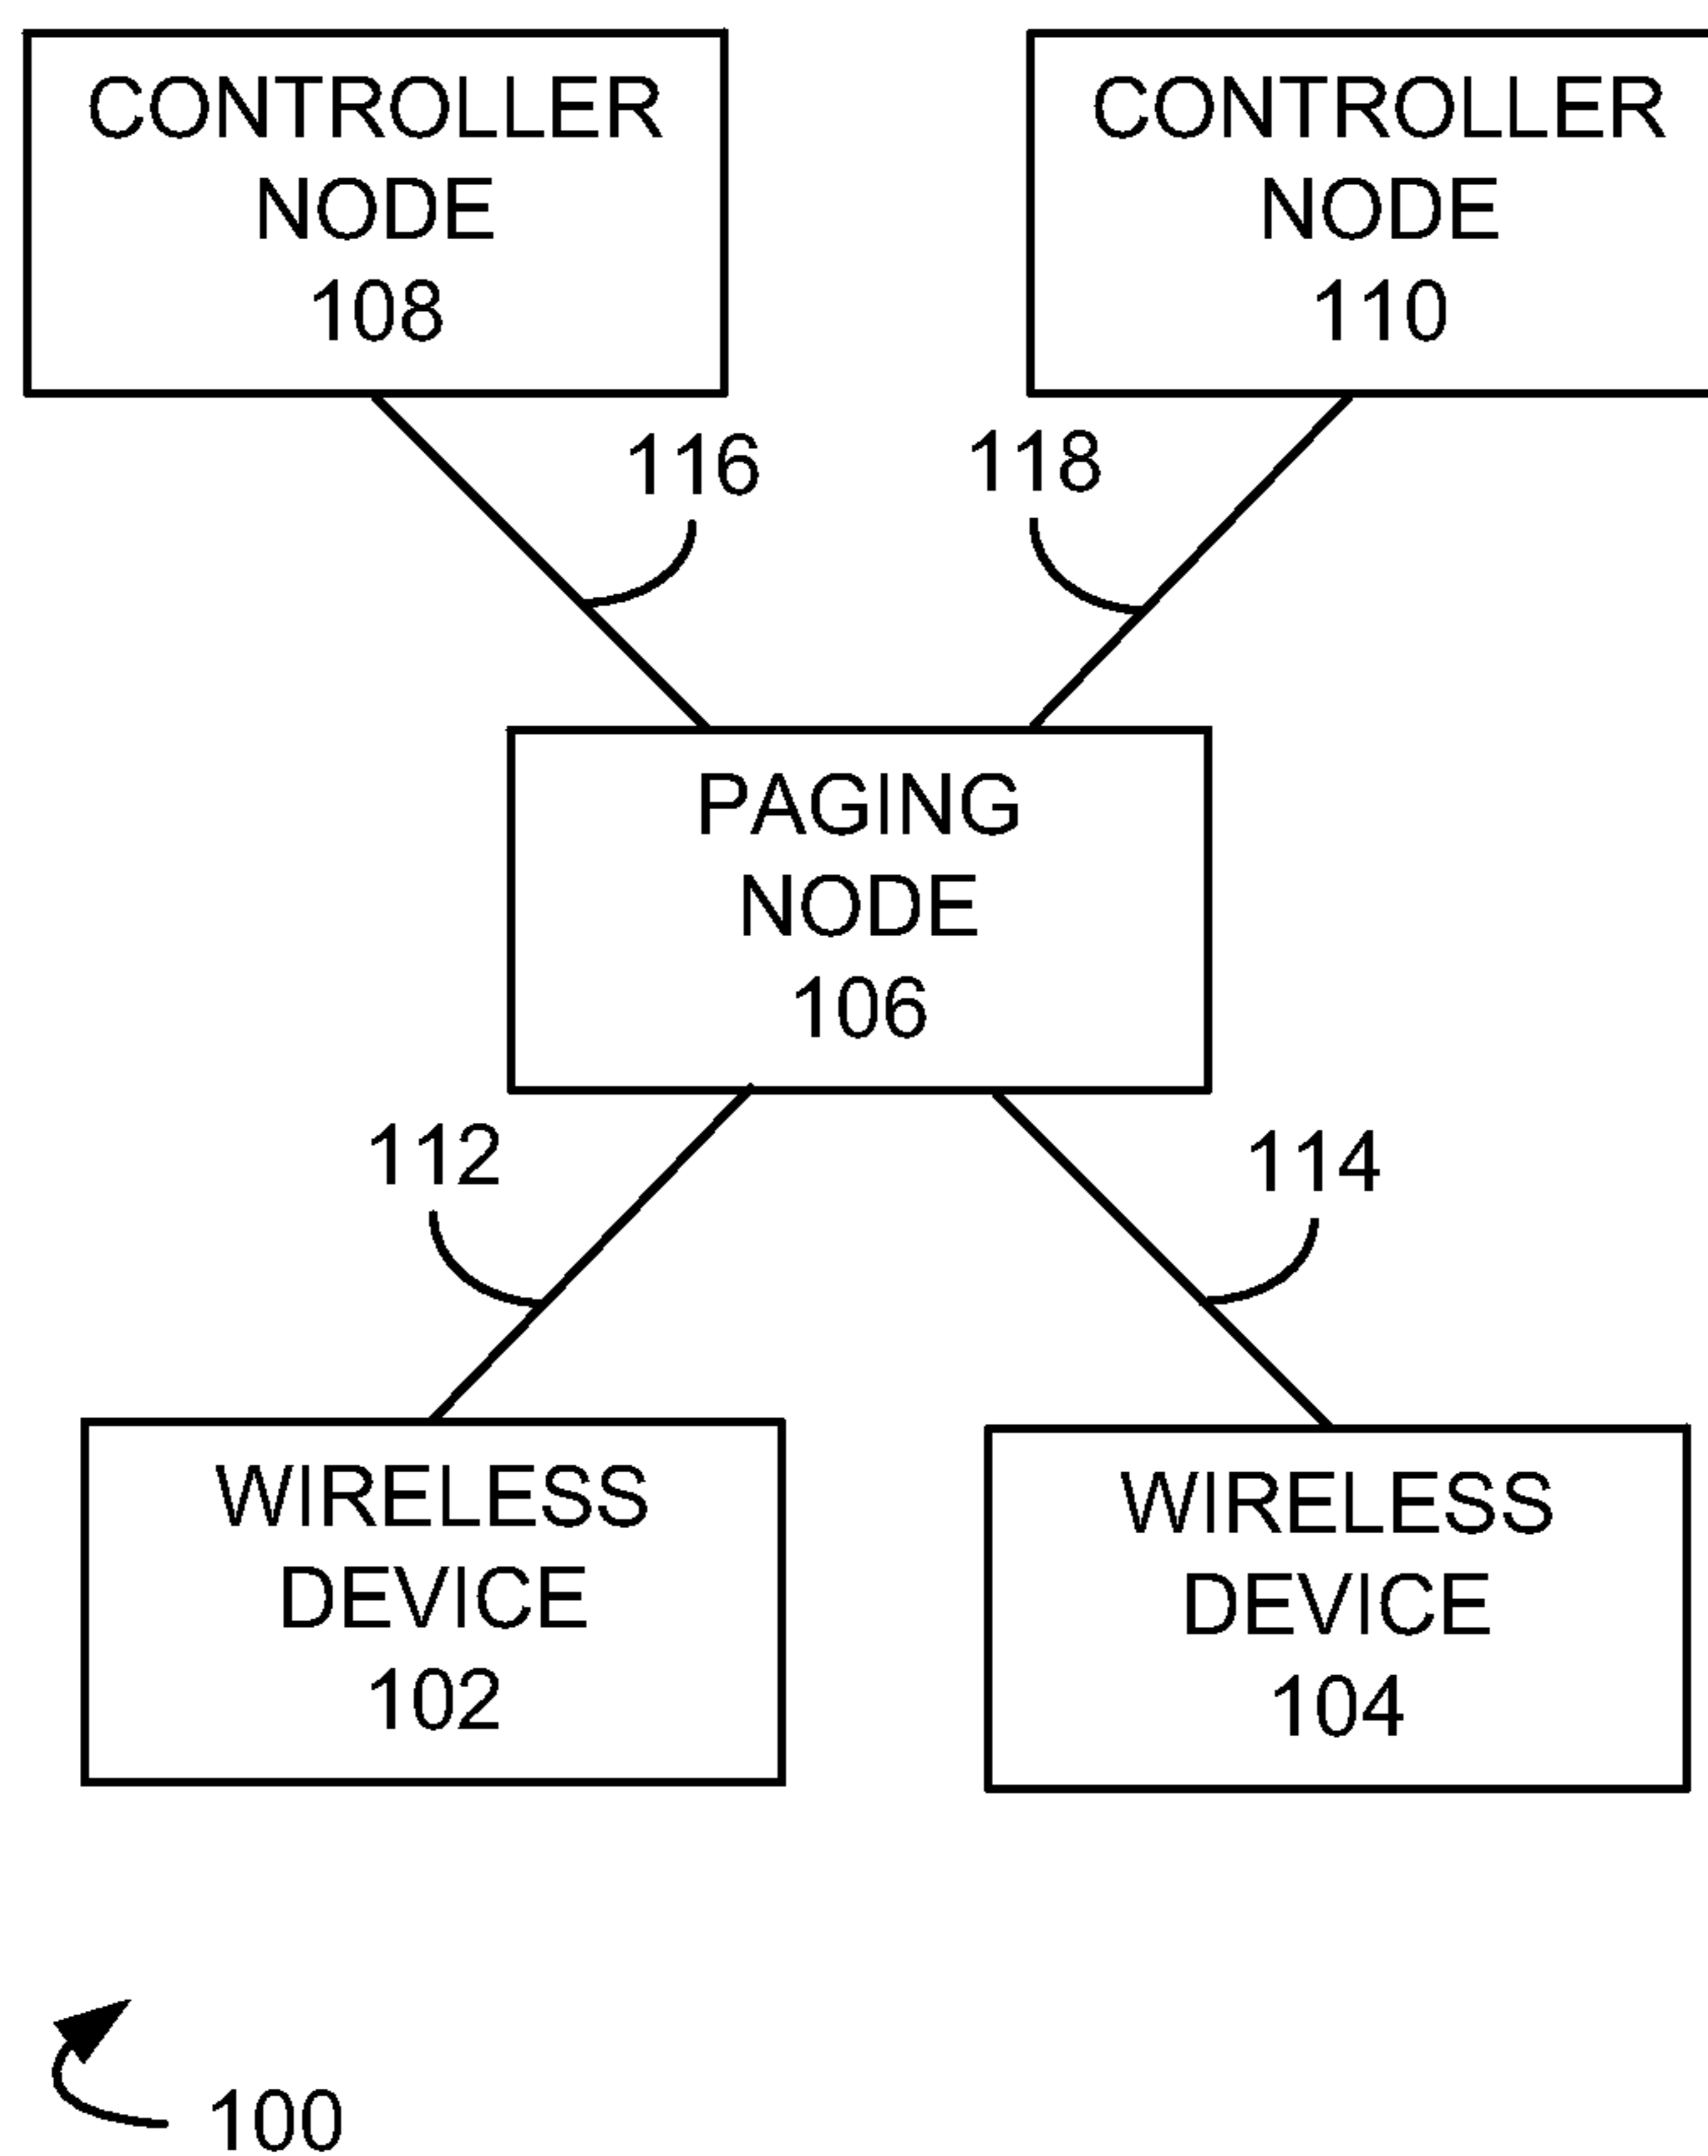 CONTROLLER
NODE
108
CONTROLLER
NODE
110
116
118
PAGING
NODE
106
112
114
WIRELESS
DEVICE
102
WIRELESS
DEVICE
104
100